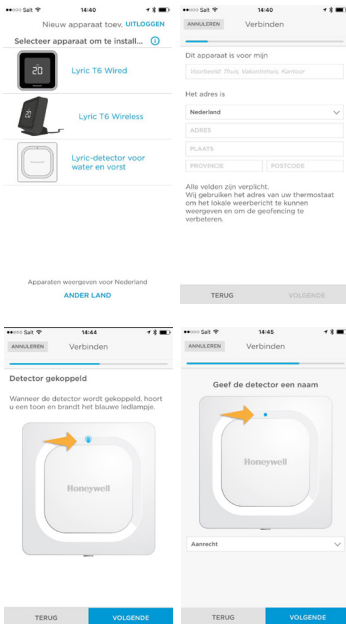 Salt 14:40
Nieuw apparaat toev. UITLOGGEN
Selecteer apparaat om te install...
20
Lyric T6 Wired
20
Lyric T6 Wireless
Lyric-detector voor
water en vorst
Apparaten weergeven voor Nederland
ANDER LAND
Salt 14:40
ANNULEREN Verbinden
Dit apparaat is voor mijn
Voorbeeld: Thuis, Vakantiehuis, Kantoor
Het adres is
Nederland
ADRES
PLAATS
PROVINCIE POSTCODE
Alle velden zijn verplicht.
Wij gebruiken het adres van uw thermostaat
om het lokale weerbericht te kunnen
weergeven en om de geofencing te
verbeteren.
TERUG VOLGENDE
Salt 14:44
ANNULEREN Verbinden
Detector gekoppeld
Wanneer de detector wordt gekoppeld, hoort
u een toon en brandt het blauwe ledlampje.
Honeywell
TERUG VOLGENDE
Salt 14:45
ANNULEREN Verbinden
Geef de detector een naam
Honeywell
Aanrecht
TERUG VOLGENDE